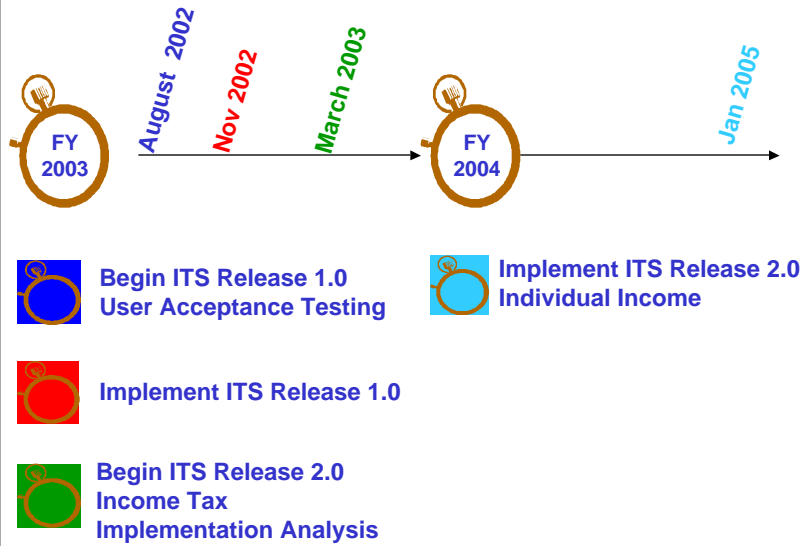 August 2002
Nov 2002
March 2003
Jan 2005
FY
2003
FY
2004
Begin ITS Release 1.0
User Acceptance Testing
Implement ITS Release 2.0
Individual Income
Implement ITS Release 1.0
Begin ITS Release 2.0
Income Tax
Implementation Analysis